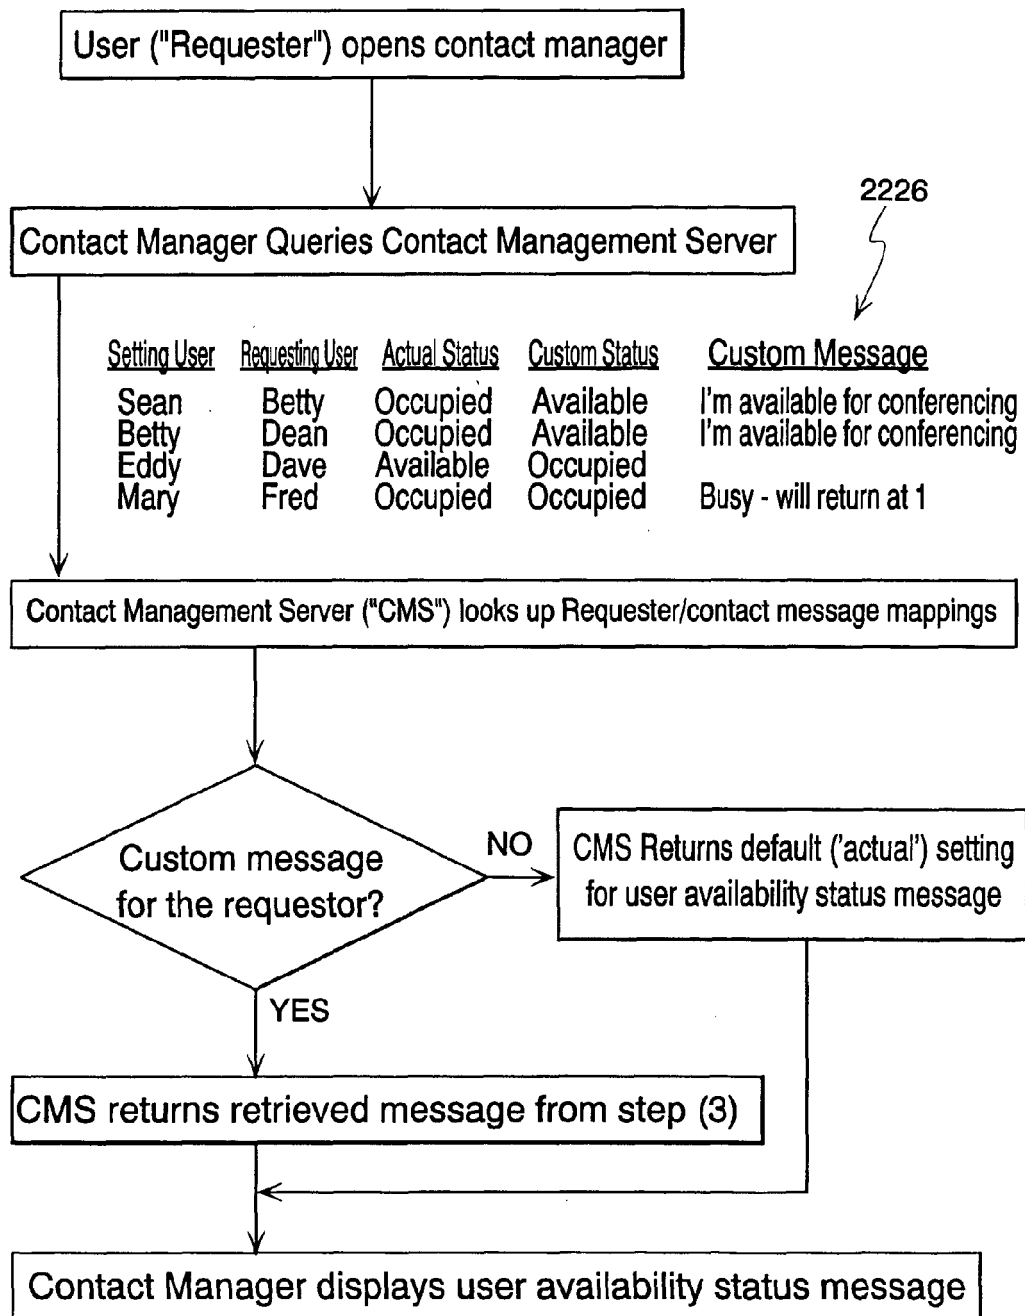 User ("Requester") opens contact manager
2226
Contact Manager Queries Contact Management Server
Setting User Requesting User Actual Status Custom Status Custom Message
Sean Betty Occupied Available I'm available for conferencing
Betty Dean Occupied Available I'm available for conferencing
Eddy Dave Available Occupied
Mary Fred Occupied Occupied Busy - will return at 1
Contact Management Server ("CMS") looks up Requester/contact message mappings
Custom message
for the requestor?
NO
CMS Returns default ('actual') setting
for user availability status message
YES
CMS returns retrieved message from step (3)
Contact Manager displays user availability status message